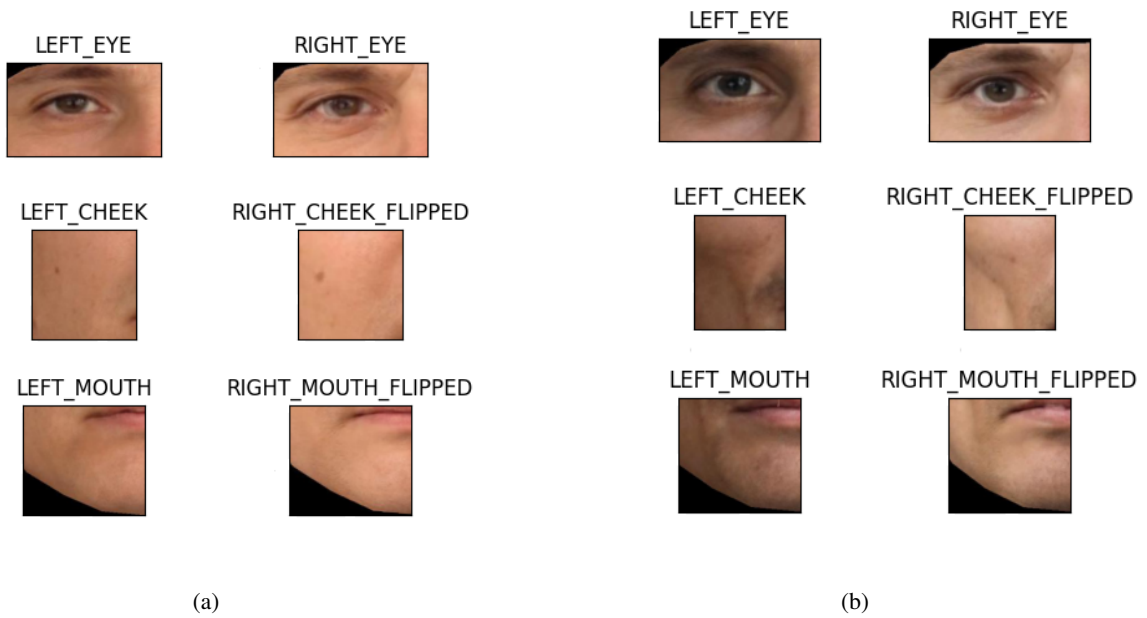 LEFT_EYE RIGHT_EYE
LEFT_CHEEK RIGHT_CHEEK_FLIPPED
LEFT_MOUTH RIGHT_MOUTH_FLIPPED
(a)
LEFT_EYE RIGHT_EYE
LEFT_CHEEK RIGHT_CHEEK_FLIPPED
LEFT_MOUTH RIGHT_MOUTH_FLIPPED
(b)